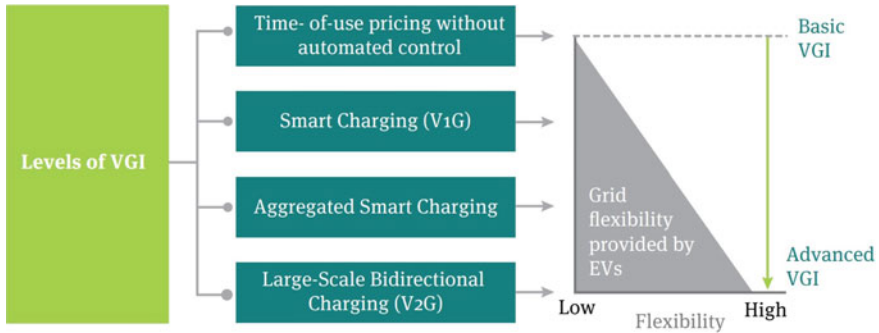 Levels of VGI
Time- of-use pricing without
automated control
Smart Charging (V1G)
Aggregated Smart Charging
Large-Scale Bidirectional
Charging (V2G)
Grid
flexibility
provided by
EVs
Basic
VGI
Advanced
VGI
Low
High
Flexibility